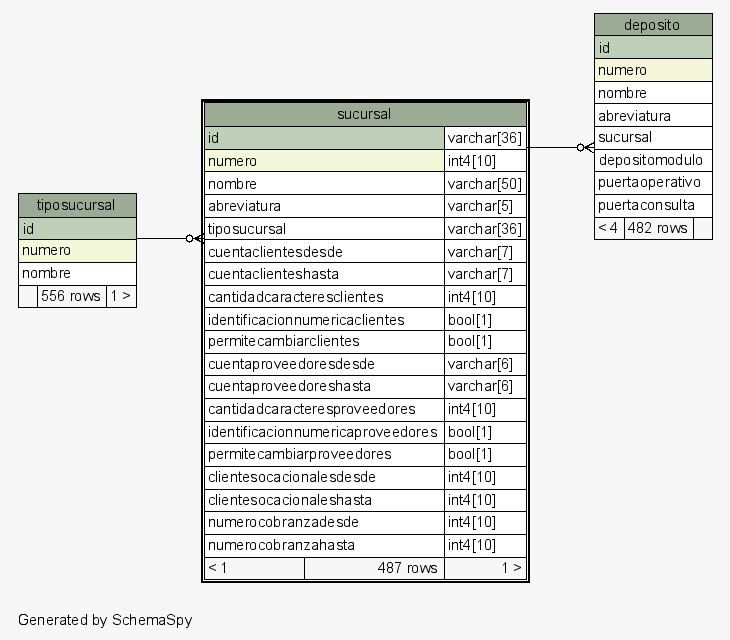 tiposucursal
id
numero
nombre
556 rows 1 >
sucursal
id varchar[36]
numero int4[10]
nombre varchar[50]
abreviatura varchar[5]
tiposucursal varchar[36]
cuentaclientesdesde varchar[7]
cuentaclienteshasta varchar[7]
cantidadcaracteresclientes int4[10]
identificacionnumericaclientes bool[1]
permitecambiarclientes bool[1]
cuentaproveedoresdesde varchar[6]
cuentaproveedoreshasta varchar[6]
cantidadcaracteresproveedores int4[10]
identificacionnumericaproveedores bool[1]
permitecambiarproveedores bool[1]
clientesocacionalesdesde int4[10]
clientesocacionaleshasta int4[10]
numerocobranzadesde int4[10]
numerocobranzahasta int4[10]
< 1 487 rows 1 >
deposito
id
numero
nombre
abreviatura
sucursal
depositomodulo
puertaoperativo
puertaconsulta
< 4 482 rows
Generated by SchemaSpy